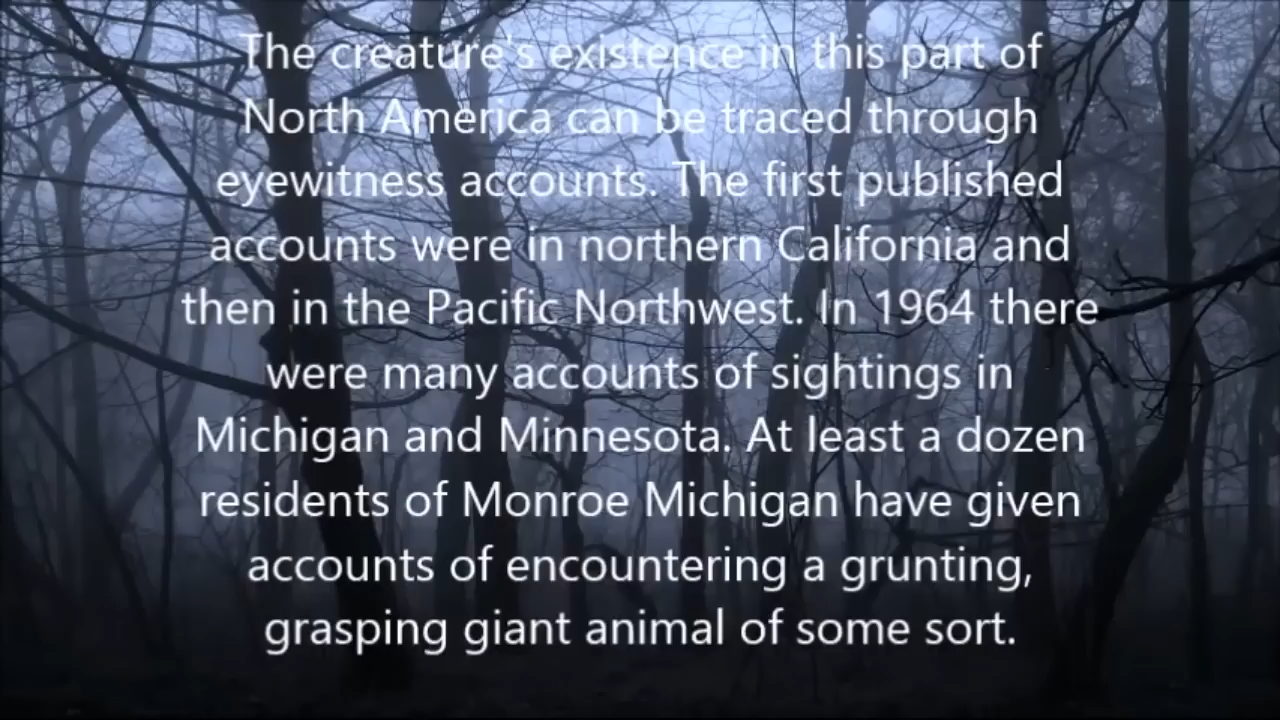 The creature's existence in this part of
North America can be traced through
eyewitness accounts. The first published
accounts were in northern California and
then in the Pacific Northwest. In 1964 there
were many accounts of sightings in
Michigan and Minnesota. At least a dozen
residents of Monroe Michigan have given
accounts of encountering a grunting,
grasping giant animal of some sort.